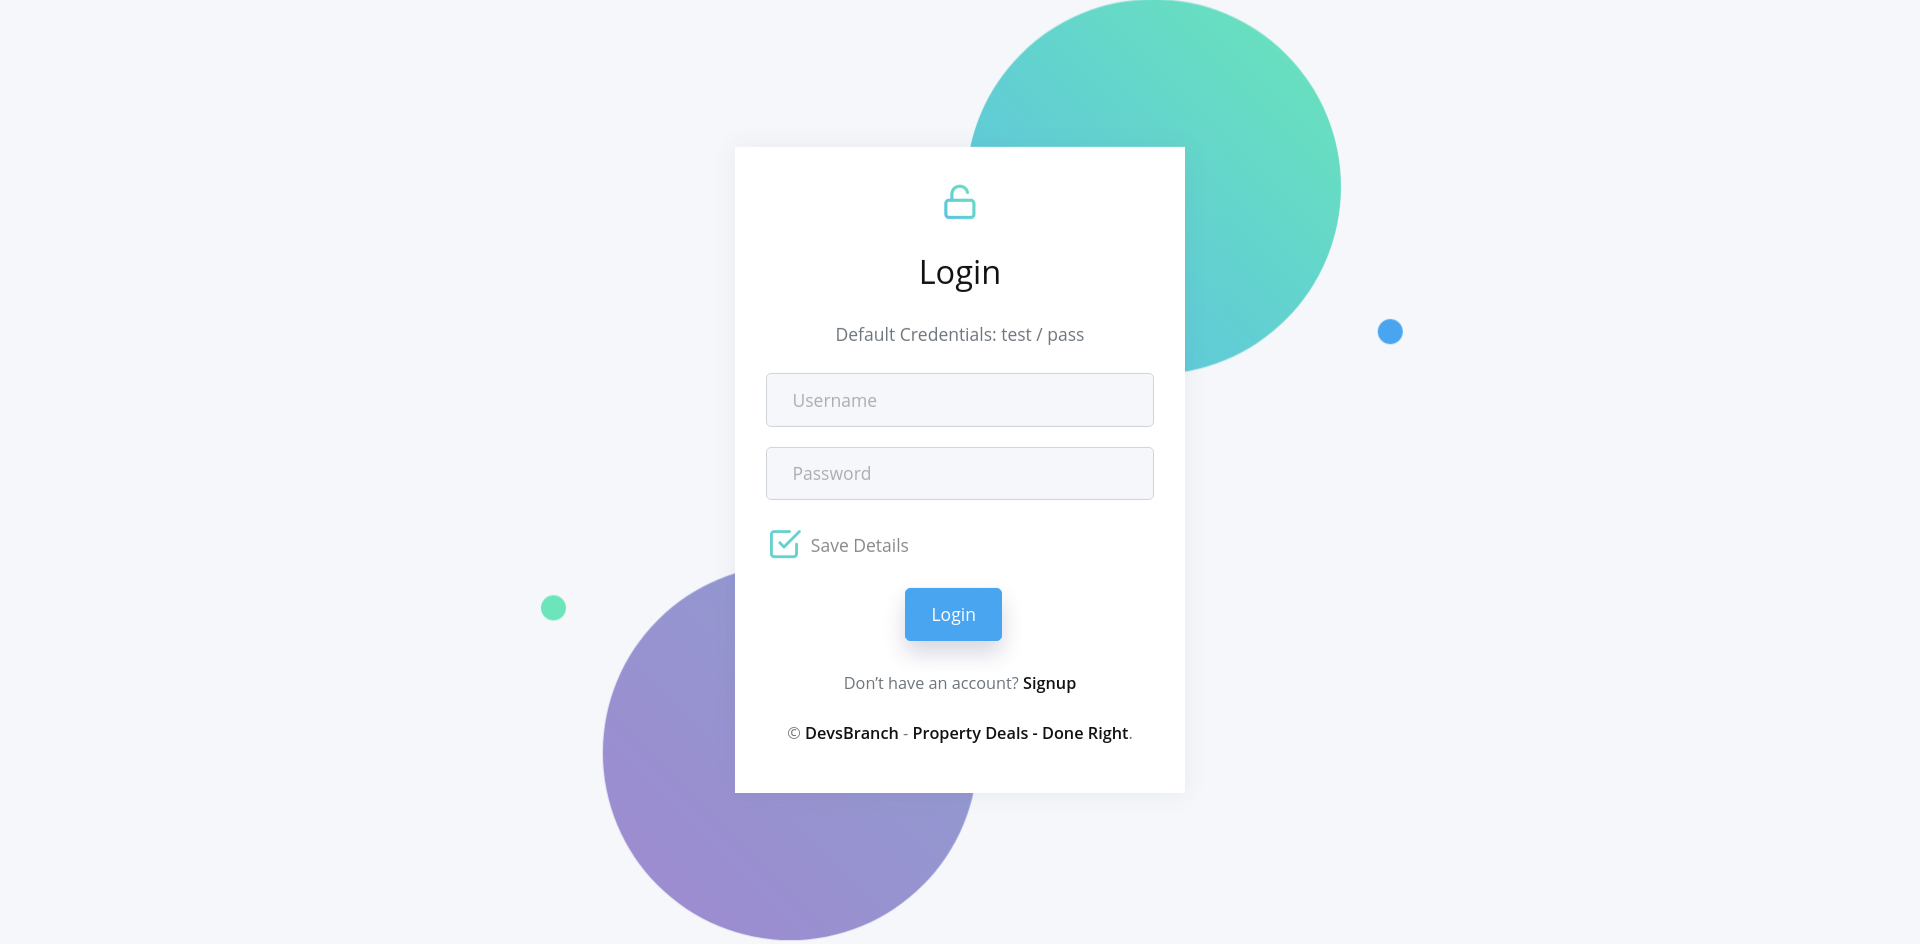 Login
Default Credentials: test / pass
Username
Password
Save Details
Login
Don’t have an account? Signup
© DevsBranch - Property Deals - Done Right.